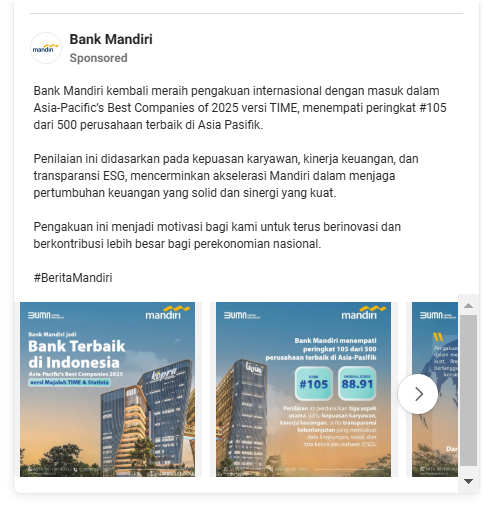 mandiri
Bank Mandiri
Sponsored
Bank Mandiri kembali meraih pengakuan internasional dengan masuk dalam
Asia-Pacific's Best Companies of 2025 versi TIME, menempati peringkat #105
dari 500 perusahaan terbaik di Asia Pasifik.
Penilaian ini didasarkan pada kepuasan karyawan, kinerja keuangan, dan
transparansi ESG, mencerminkan akselerasi Mandiri dalam menjaga
pertumbuhan keuangan yang solid dan sinergi yang kuat.
Pengakuan ini menjadi motivasi bagi kami untuk terus berinovasi dan
berkontribusi lebih besar bagi perekonomian nasional.
#BeritaMandiri
BUMN
mandiri
Bank Mandiri jadi
Bank Terbaik
di Indonesia
Asia-Pacific's Best Companies 2025
versi Majalah TIME & Statista
kopra
BUMN
mandiri
Bank Mandiri menempati
peringkat 105 dari 500
perusahaan terbaik di Asia-Pasifik
RANK
#105
OVERALL SCORE
88.91
livin'
Penilaian ini berdasarkan tiga aspek
utama: yaitu kepuasan karyawan,
kinerja keuangan, serta transparansi
keberlanjutan yang mencakup
data lingkungan, sosial, dan
tata kelola perusahaan (ESG).
BUMN